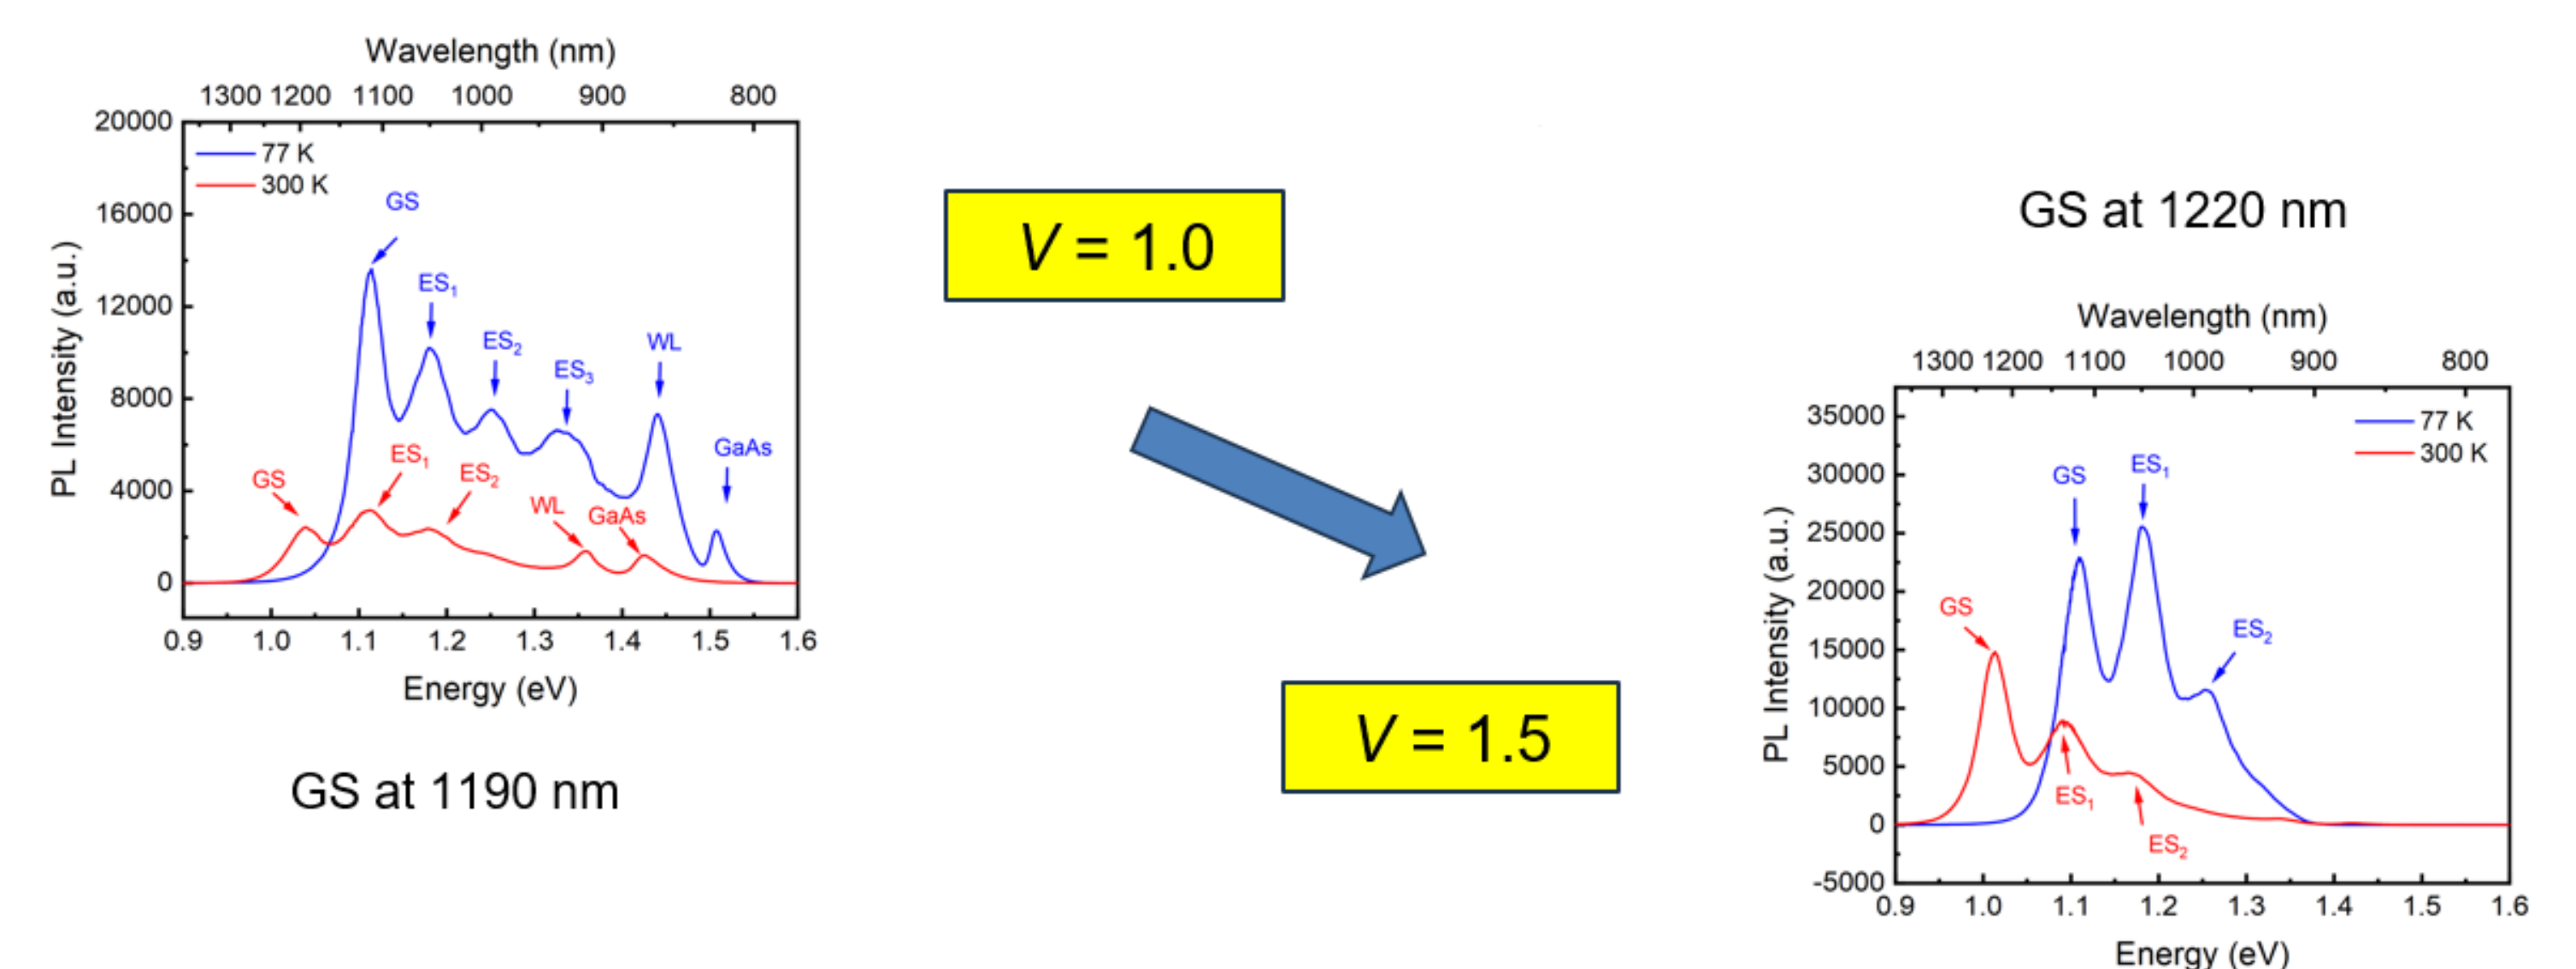 Wavelength (nm)
1300 1200 1100 1000 900 800
20000
16000
12000
8000
4000
0
77 K
300 K
GS
ES₁
ES₂
ES₃
WL
GaAs
GS
ES₁
ES₂
WL
GaAs
PL Intensity (a.u.)
0.9 1.0 1.1 1.2 1.3 1.4 1.5 1.6
Energy (eV)
GS at 1190 nm
V = 1.0
V = 1.5
GS at 1220 nm
Wavelength (nm)
1300 1200 1100 1000 900 800
35000
30000
25000
20000
15000
10000
5000
0
-5000
77 K
300 K
GS
ES₁
ES₂
GS
ES₁
ES₂
PL Intensity (a.u.)
0.9 1.0 1.1 1.2 1.3 1.4 1.5 1.6
Energy (eV)